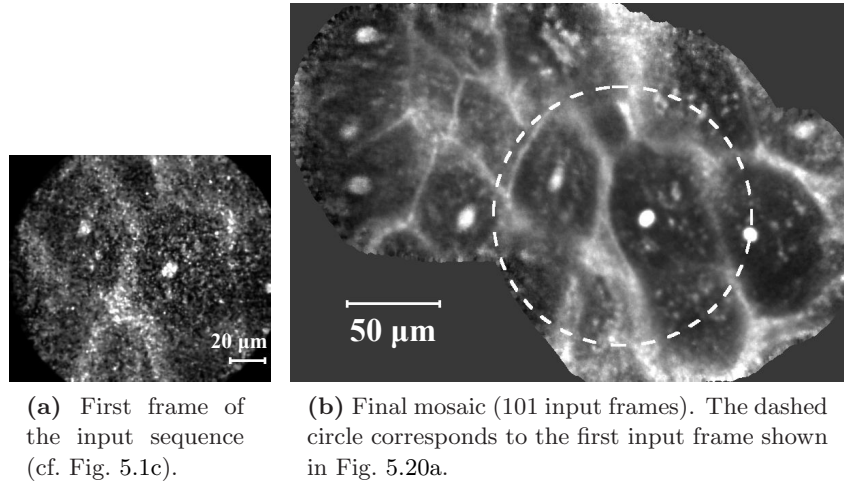 20 µm
50 µm
(a) First frame of
the input sequence
(cf. Fig. 5.1c).
(b) Final mosaic (101 input frames). The dashed
circle corresponds to the first input frame shown
in Fig. 5.20a.